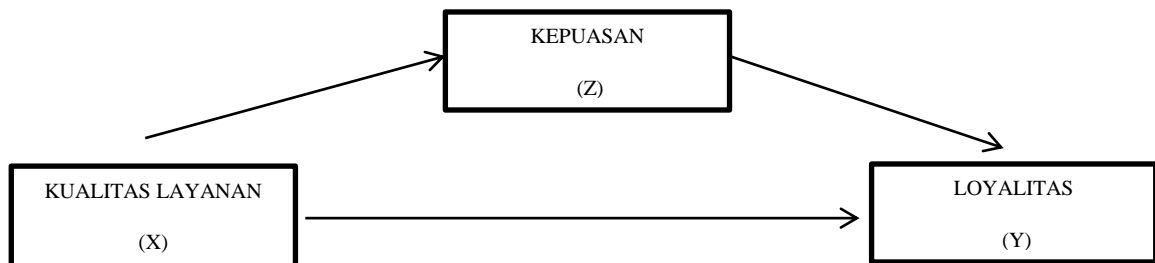 KEPUASAN
(Z)
KUALITAS LAYANAN
(X)
LOYALITAS
(Y)